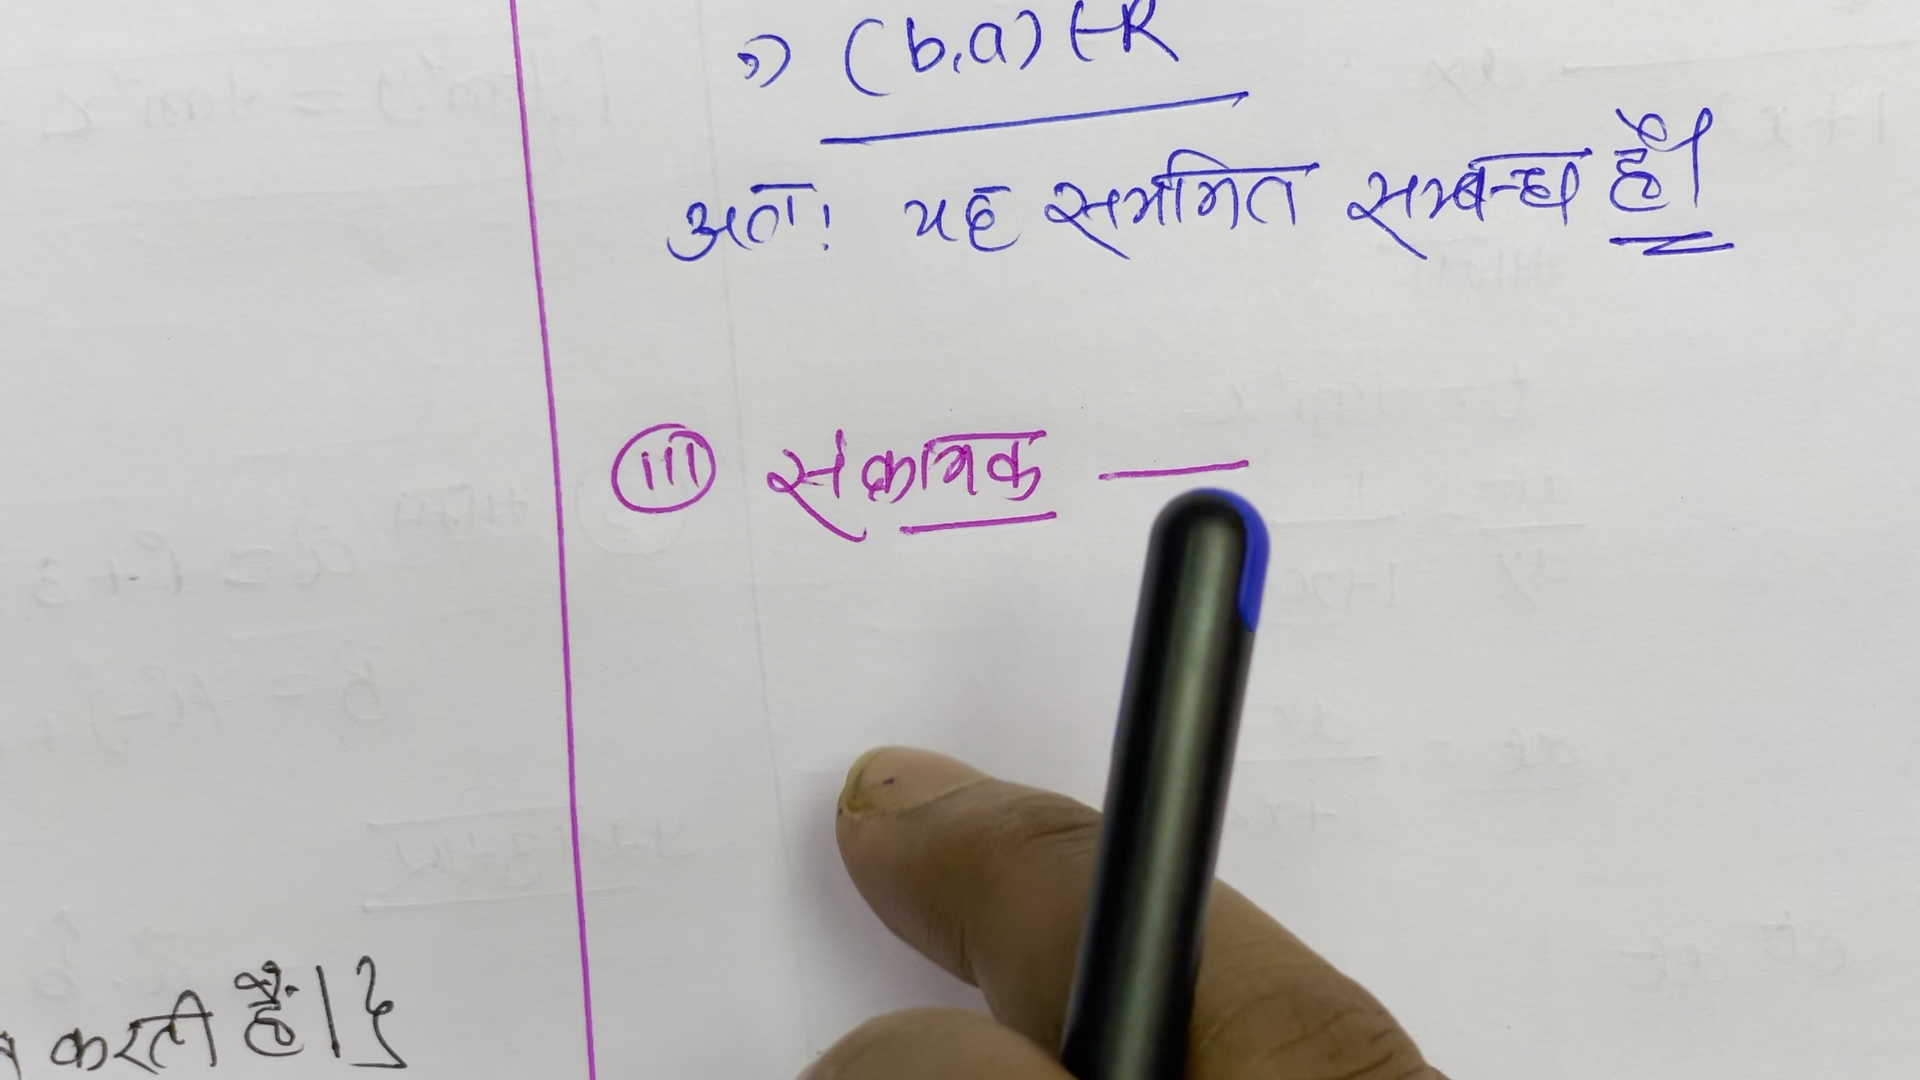 ⇒ (b,a) ∈ R
अतः यह सममित सम्बन्ध है।
(iii) संक्रामक —
करती हैं।}